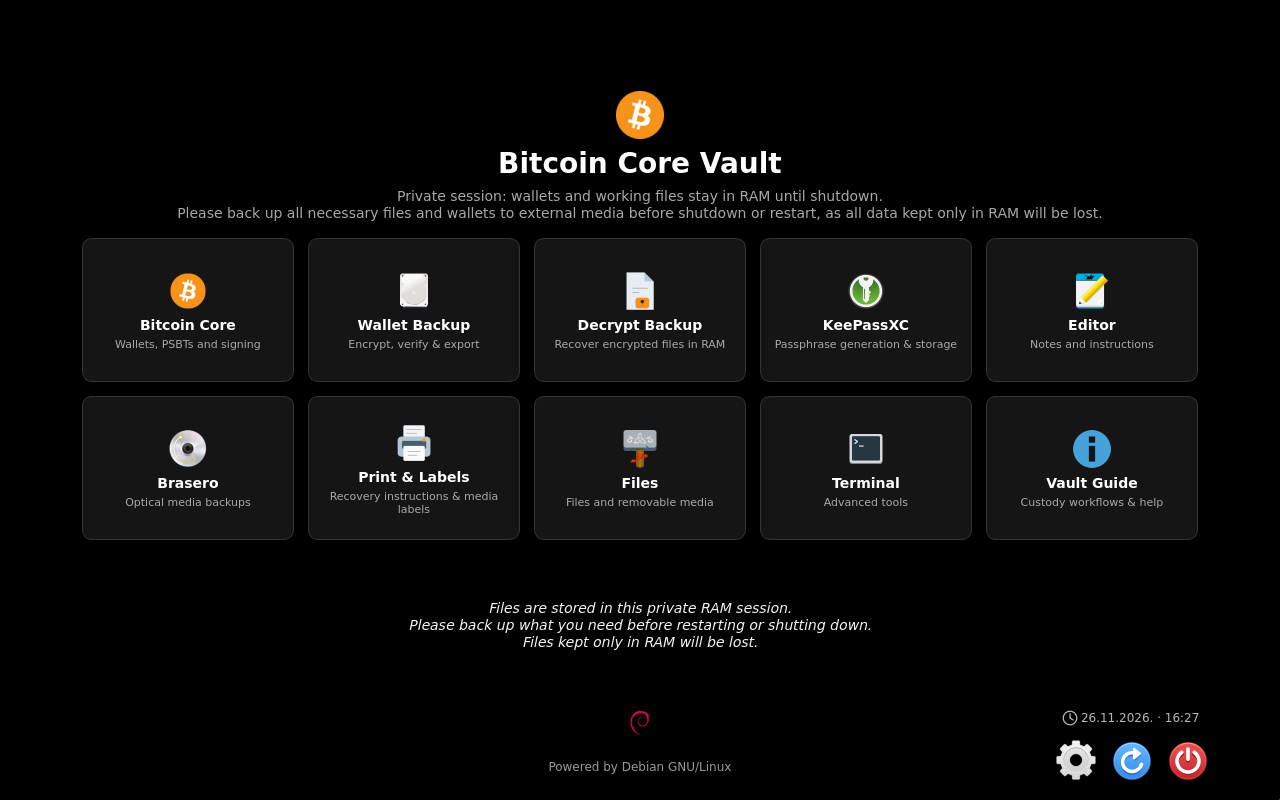 Bitcoin Core Vault
Private session: wallets and working files stay in RAM until shutdown.
Please back up all necessary files and wallets to external media before shutdown or restart, as all data kept only in RAM will be lost.
Bitcoin Core
Wallets, PSBTs and signing
Wallet Backup
Encrypt, verify & export
Decrypt Backup
Recover encrypted files in RAM
KeePassXC
Passphrase generation & storage
Editor
Notes and instructions
Brasero
Optical media backups
Print & Labels
Recovery instructions & media
labels
Files
Files and removable media
Terminal
Advanced tools
Vault Guide
Custody workflows & help
Files are stored in this private RAM session.
Please back up what you need before restarting or shutting down.
Files kept only in RAM will be lost.
26.11.2026. · 16:27
Powered by Debian GNU/Linux